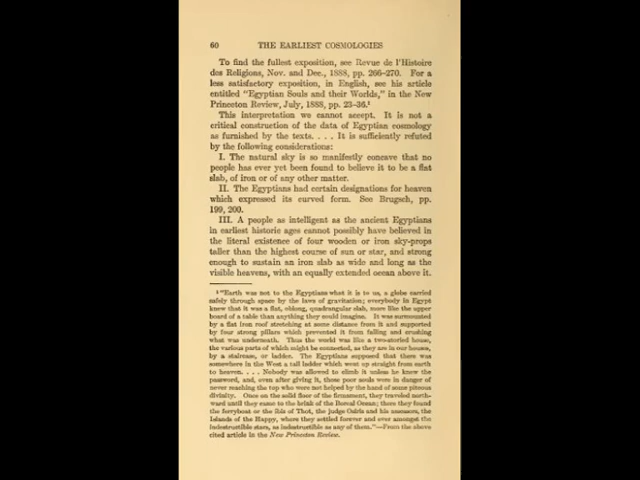 60 THE EARLIEST COSMOLOGIES
To find the fullest exposition, see Revue de l'Histoire
des Religions, Nov. and Dec., 1888, pp. 266-270. For a
less satisfactory exposition, in English, see his article
entitled "Egyptian Souls and their Worlds," in the New
Princeton Review, July, 1888, pp. 23-36.¹
This interpretation we cannot accept. It is not a
critical construction of the data of Egyptian cosmology
as furnished by the texts. . . . It is sufficiently refuted
by the following considerations:
I. The natural sky is so manifestly concave that no
people has ever yet been found to believe it to be a flat
slab, of iron or of any other matter.
II. The Egyptians had certain designations for heaven
which expressed its curved form. See Brugsch, pp.
199, 200.
III. A people as intelligent as the ancient Egyptians
in earliest historic ages cannot possibly have believed in
the literal existence of four wooden or iron sky-props
taller than the highest course of sun or star, and strong
enough to sustain an iron slab as wide and long as the
visible heavens, with an equally extended ocean above it.
¹ "Earth was not to the Egyptians what it is to us, a globe carried
safely through space by the laws of gravitation; everybody in Egypt
knew that it was a flat, oblong, quadrangular slab, more like the upper
board of a table than anything they could imagine. It was surmounted
by a flat iron roof stretching at some distance from it and supported
by four strong pillars which prevented it from falling and crushing
what was underneath. Thus the world was like a two-storied house,
the various parts of which might be connected, as they are in our houses,
by a staircase, or ladder. The Egyptians supposed that there was
somewhere in the West a tall ladder which went up straight from earth
to heaven. . . . Nobody was allowed to climb it unless he knew the
password, and, even after giving it, those poor souls were in danger of
never reaching the top who were not helped by the hand of some piteous
divinity. Once on the solid floor of the firmament, they traveled north-
ward until they came to the brink of the Boreal Ocean; there they found
the ferryboat or the ibis of Thot, the judge Osiris and his assessors, the
Islands of the Happy, where they settled forever and ever amongst the
indestructible stars, as indestructible as any of them."—From the above
cited article in the New Princeton Review.